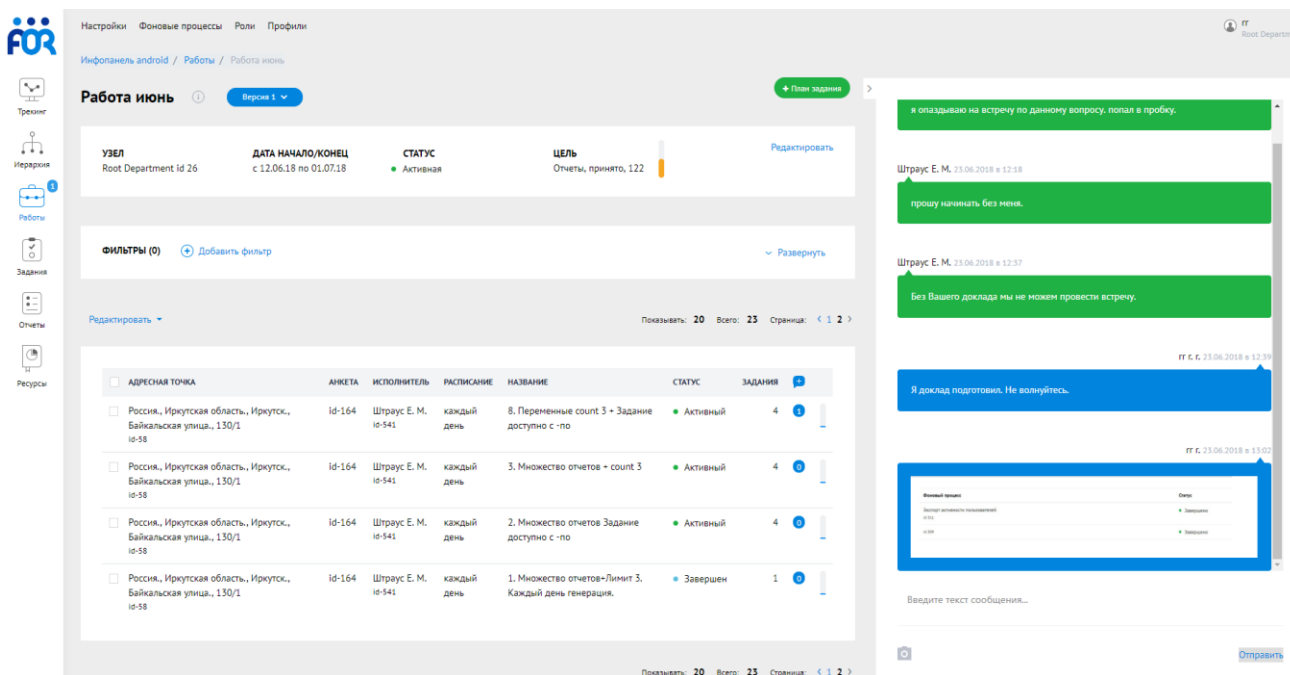 FOR
Настройки Фоновые процессы Роли Профили
гг
Root Departm
Инфопанель android / Работы / Работа июнь
Работа июнь
Версия 1
+ План задания
Трекинг
Иерархия
1
Работы
Задания
Отчеты
Ресурсы
УЗЕЛ ДАТА НАЧАЛО/КОНЕЦ СТАТУС ЦЕЛЬ
Root Department id 26 с 12.06.18 по 01.07.18 Активная Отчеты, принято, 122
Редактировать
ФИЛЬТРЫ (0) Добавить фильтр Развернуть
Редактировать Показывать: 20 Всего: 23 Страница: < 1 2 >
АДРЕСНАЯ ТОЧКА АНКЕТА ИСПОЛНИТЕЛЬ РАСПИСАНИЕ НАЗВАНИЕ СТАТУС ЗАДАНИЯ +
Россия., Иркутская область., Иркутск., id-164 Штраус Е. М. каждый 8. Переменные count 3 + Задание Активный 4 1
Байкальская улица., 130/1 id-541 день доступно с -по
id-58
Россия., Иркутская область., Иркутск., id-164 Штраус Е. М. каждый 3. Множество отчетов + count 3 Активный 4 0
Байкальская улица., 130/1 id-541 день
id-58
Россия., Иркутская область., Иркутск., id-164 Штраус Е. М. каждый 2. Множество отчетов Задание Активный 4 0
Байкальская улица., 130/1 id-541 день доступно с -по
id-58
Россия., Иркутская область., Иркутск., id-164 Штраус Е. М. каждый 1. Множество отчетов+Лимит 3. Завершен 1 0
Байкальская улица., 130/1 id-541 день Каждый день генерация.
id-58
Показывать: 20 Всего: 23 Страница: < 1 2 >
я опаздываю на встречу по данному вопросу. попал в пробку.
Штраус Е. М. 23.06.2018 в 12:18
прошу начинать без меня.
Штраус Е. М. 23.06.2018 в 12:37
Без Вашего доклада мы не можем провести встречу.
гг г. г. 23.06.2018 в 12:39
Я доклад подготовил. Не волнуйтесь.
гг г. 23.06.2018 в 13:02
Фоновый процесс Статус
Экспорт активности пользователей Завершено
Завершено
Введите текст сообщения...
Отправить